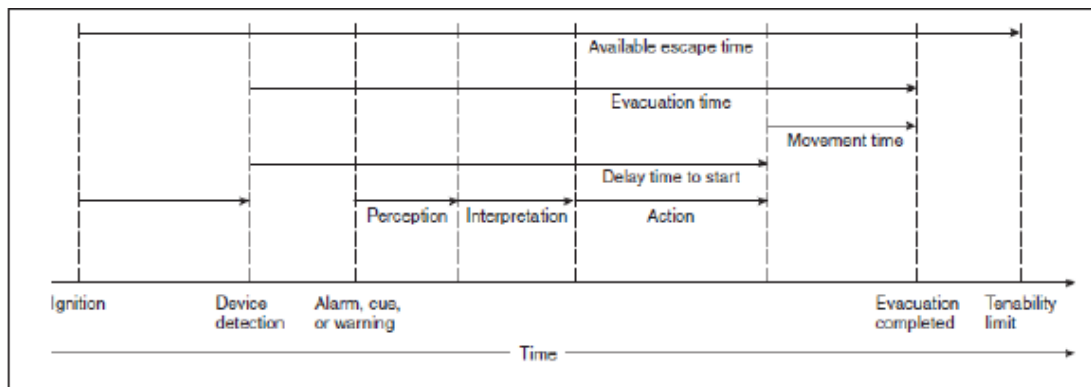 Available escape time
Evacuation time
Movement time
Delay time to start
Perception
Interpretation
Action
Ignition
Device
detection
Alarm, cue,
or warning
Evacuation
completed
Tenability
limit
Time